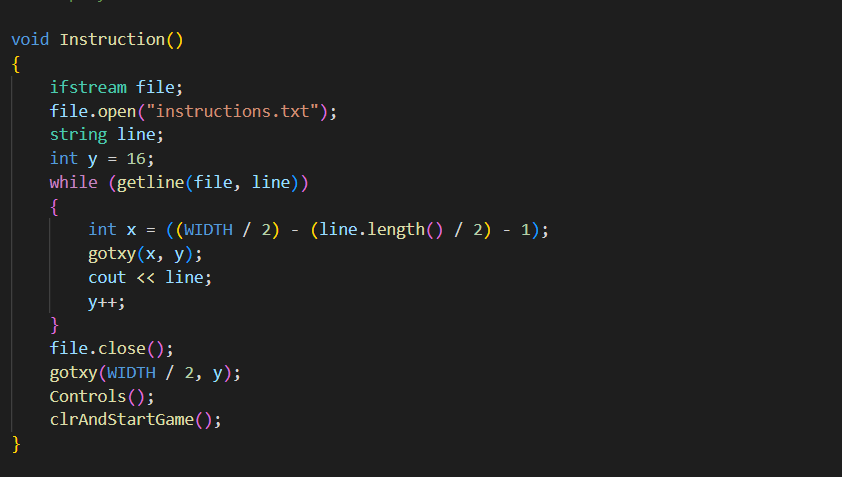 void Instruction()
{
    ifstream file;
    file.open("instructions.txt");
    string line;
    int y = 16;
    while (getline(file, line))
    {
        int x = ((WIDTH / 2) - (line.length() / 2) - 1);
        gotxy(x, y);
        cout << line;
        y++;
    }
    file.close();
    gotxy(WIDTH / 2, y);
    Controls();
    clrAndStartGame();
}